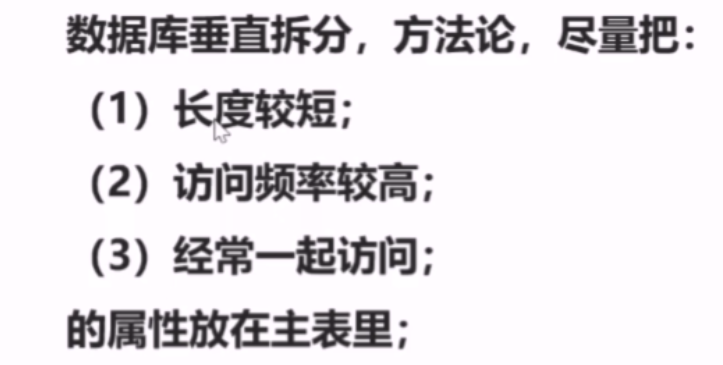 数据库垂直拆分，方法论，尽量把：
（1）长度较短；
（2）访问频率较高；
（3）经常一起访问；
的属性放在主表里；